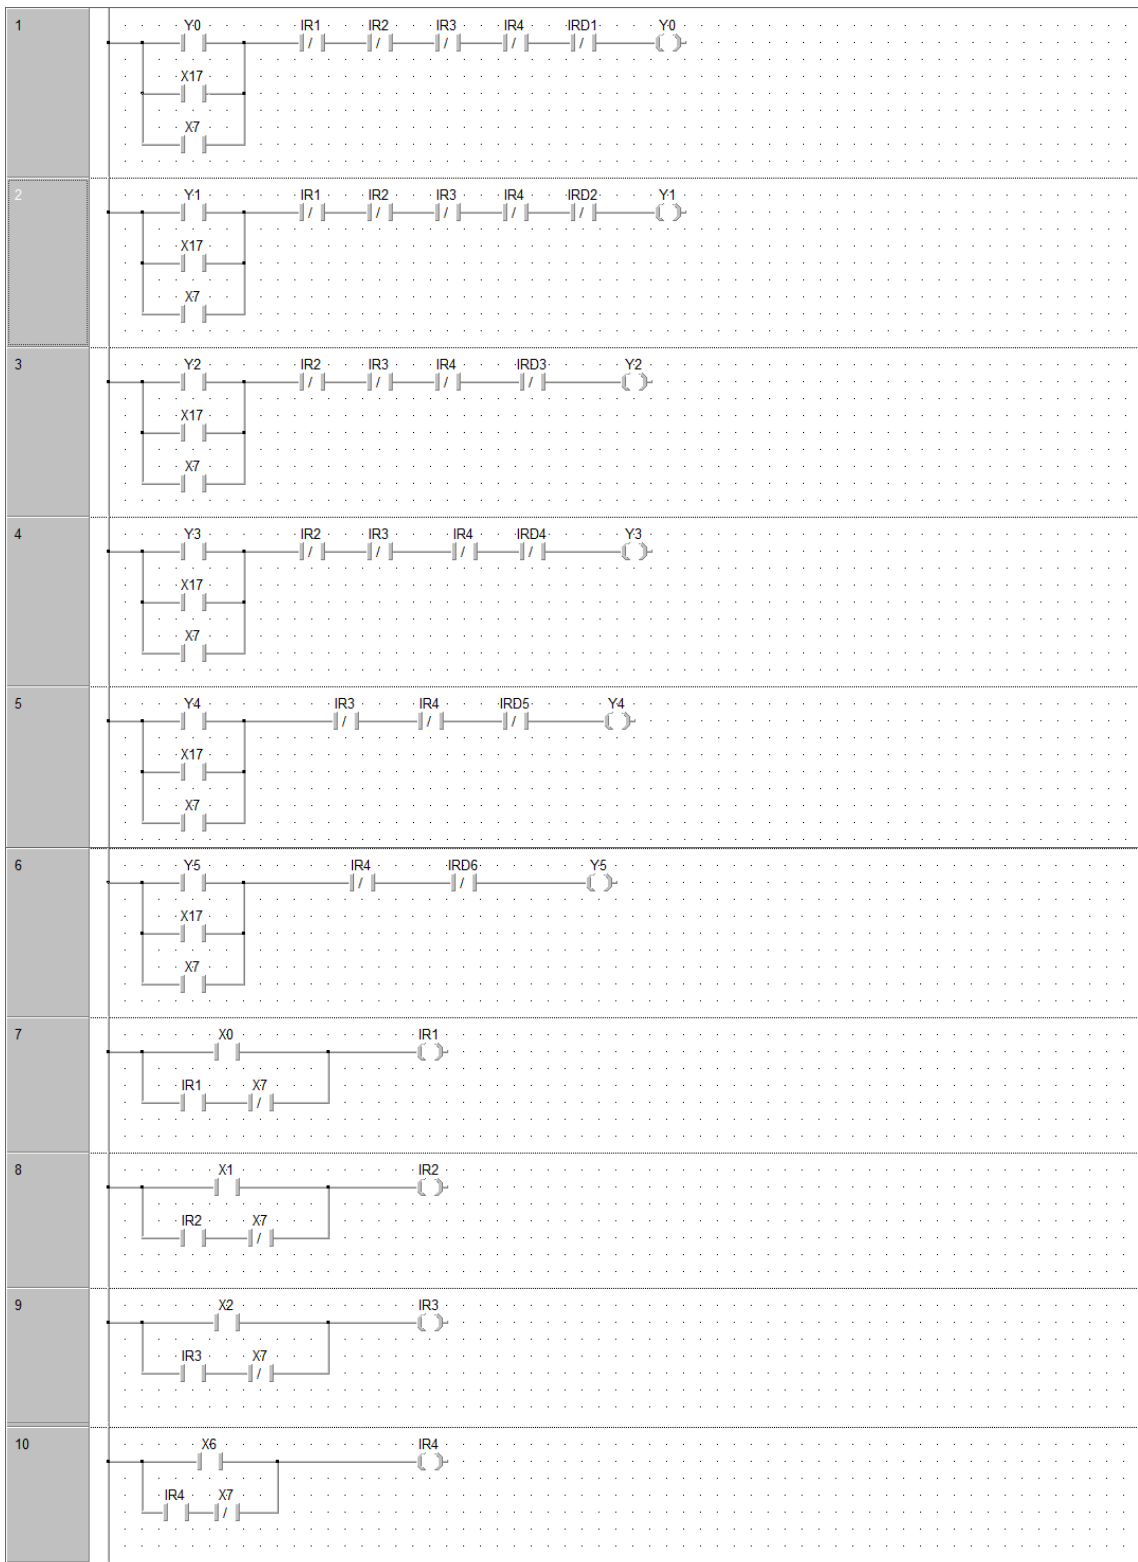 1
Y0 IR1 IR2 IR3 IR4 IRD1 Y0
X17
X7
2
Y1 IR1 IR2 IR3 IR4 IRD2 Y1
X17
X7
3
Y2 IR2 IR3 IR4 IRD3 Y2
X17
X7
4
Y3 IR2 IR3 IR4 IRD4 Y3
X17
X7
5
Y4 IR3 IR4 IRD5 Y4
X17
X7
6
Y5 IR4 IRD6 Y5
X17
X7
7
X0 IR1
IR1 X7
8
X1 IR2
IR2 X7
9
X2 IR3
IR3 X7
10
X6 IR4
IR4 X7